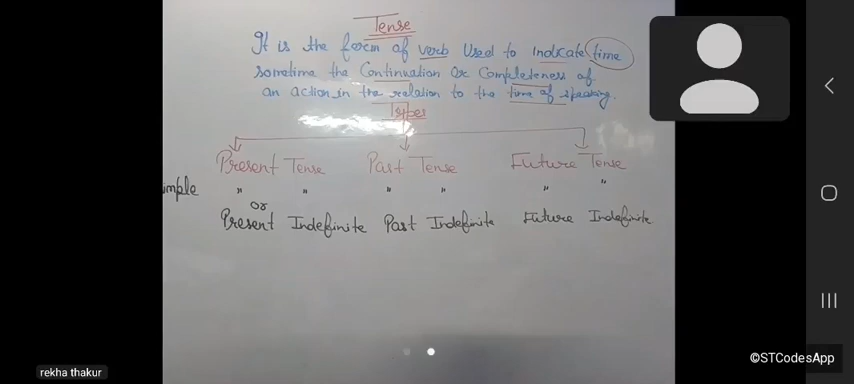 Tense
It is the form of verb used to indicate time
sometime the Continuation Or Completeness of
an action in the relation to the time of speaking.
Types
Present Tense Past Tense Future Tense
imple " " " " " "
Or
Present Indefinite Past Indefinite Future Indefinite
©STCodesApp
rekha thakur